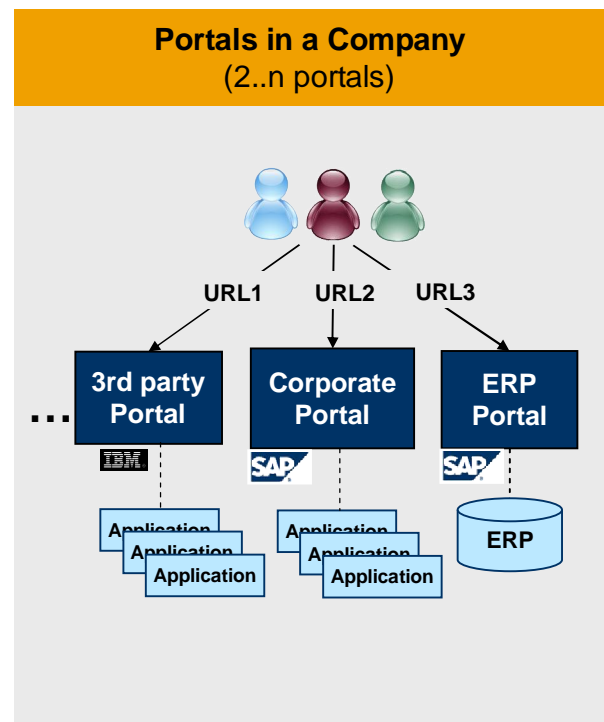 Portals in a Company
(2..n portals)
URL1
URL2
URL3
3rd party
Portal
Corporate
Portal
ERP
Portal
...
IBM
SAP
SAP
Application
Application
Application
Application
Application
Application
ERP